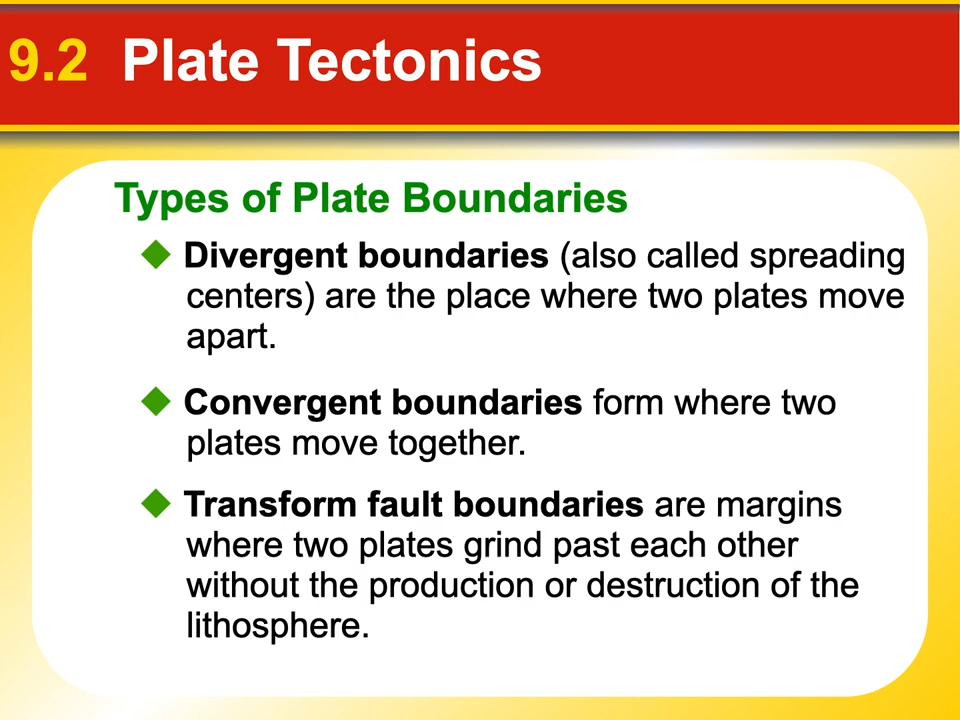 9.2 Plate Tectonics
Types of Plate Boundaries
Divergent boundaries (also called spreading
centers) are the place where two plates move
apart.
Convergent boundaries form where two
plates move together.
Transform fault boundaries are margins
where two plates grind past each other
without the production or destruction of the
lithosphere.